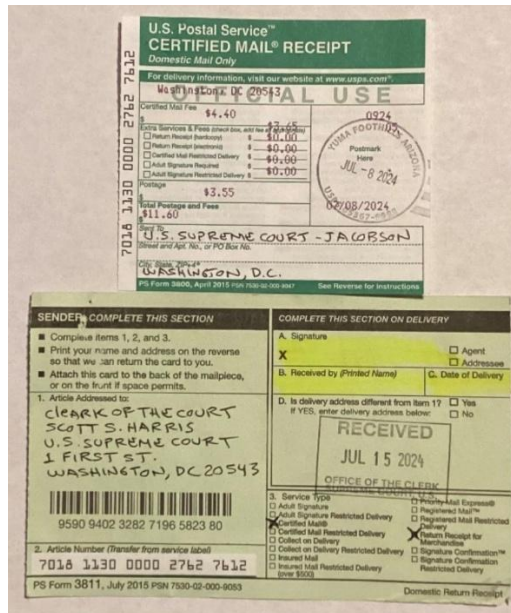 U.S. Postal Service™
CERTIFIED MAIL® RECEIPT
Domestic Mail Only
For delivery information, visit our website at www.usps.com®.
Washington, DC 20543
OFFICIAL USE
7018 1130 0000 2762 7612
Certified Mail Fee
$4.40
$
$3.65
0924
Extra Services & Fees (check box, add fee
Return Receipt (hardcopy) $ $0.00
Return Receipt (electronic) $ $0.00
Certified Mail Restricted Delivery $ $0.00
Adult Signature Required $ $0.00
Adult Signature Restricted Delivery $
YUMA FOOTHILLS ARIZONA
Postmark
Here
JUL -8 2024
USPS
Postage
$3.55
$
Total Postage and Fees
$11.60
07/08/2024
Sent To
U.S. SUPREME COURT - JACOBSON
Street and Apt. No., or PO Box No.
City, State, ZIP+4®
WASHINGTON, D.C.
PS Form 3800, April 2015 PSN 7530-02-000-9047 See Reverse for Instructions
SENDER: COMPLETE THIS SECTION
■ Complete items 1, 2, and 3.
■ Print your name and address on the reverse
so that we can return the card to you.
■ Attach this card to the back of the mailpiece,
or on the front if space permits.
1. Article Addressed to:
CLEARK OF THE COURT
SCOTT S. HARRIS
U.S. SUPREME COURT
1 FIRST ST.
WASHINGTON, DC 20543
9590 9402 3282 7196 5823 80
2. Article Number (Transfer from service label)
7018 1130 0000 2762 7612
PS Form 3811, July 2015 PSN 7530-02-000-9053
COMPLETE THIS SECTION ON DELIVERY
A. Signature
X
Agent
Addressee
B. Received by (Printed Name)
C. Date of Delivery
D. Is delivery address different from item 1? Yes
If YES, enter delivery address below: No
RECEIVED
JUL 15 2024
OFFICE OF THE CLERK
SUPREME COURT, U.S.
3. Service Type
Adult Signature
Adult Signature Restricted Delivery
Certified Mail®
Certified Mail Restricted Delivery
Collect on Delivery
Collect on Delivery Restricted Delivery
Insured Mail
Insured Mail Restricted Delivery
(over $500)
Priority Mail Express®
Registered Mail™
Registered Mail Restricted
Delivery
Return Receipt for
Merchandise
Signature Confirmation™
Signature Confirmation
Restricted Delivery
Domestic Return Receipt